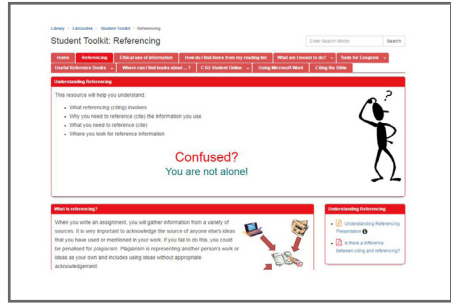 Library / LibGuides / Student Toolkit / Referencing
Student Toolkit: Referencing
Enter Search Words Search
Home Referencing Ethical use of information How do I find items from my reading list What am I meant to do? Tools for Exegesis
Useful Reference Books Where can I find books about ...? CSU Student Online Using Microsoft Word Citing the Bible
Understanding Referencing
This resource will help you understand:
• What referencing (citing) involves
• Why you need to reference (cite) the information you use
• What you need to reference (cite)
• Where you look for reference information
?
Confused?
You are not alone!
What is referencing?
When you write an assignment, you will gather information from a variety of
sources. It is very important to acknowledge the source of anyone else's ideas
that you have used or mentioned in your work. If you fail to do this, you could
be penalised for plagiarism. Plagiarism is representing another person's work or
ideas as your own and includes using ideas without appropriate
acknowledgement.
Understanding Referencing
• Understanding Referencing
Presentation
• Is there a difference
between citing and referencing?